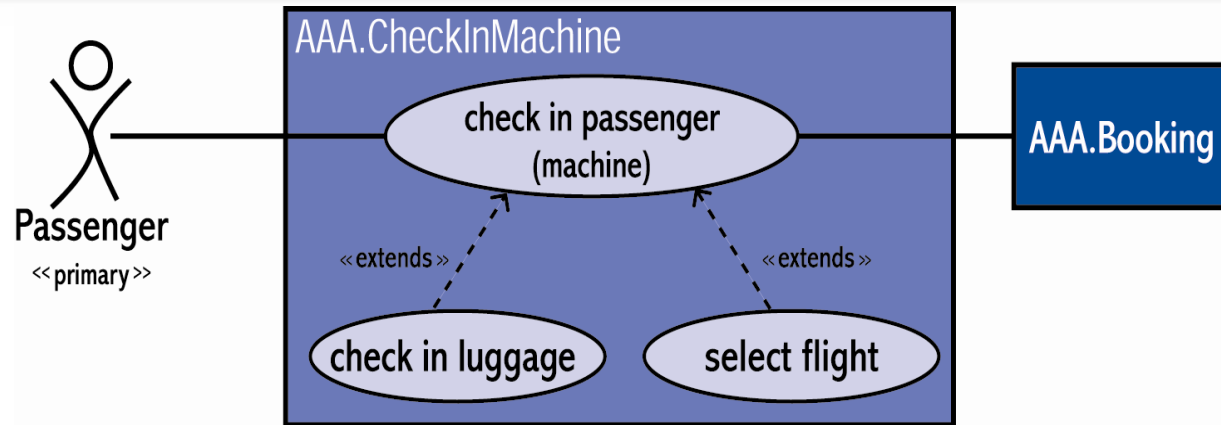 AAA.CheckInMachine
check in passenger
(machine)
AAA.Booking
Passenger
<<primary>>
«extends»
«extends»
check in luggage
select flight